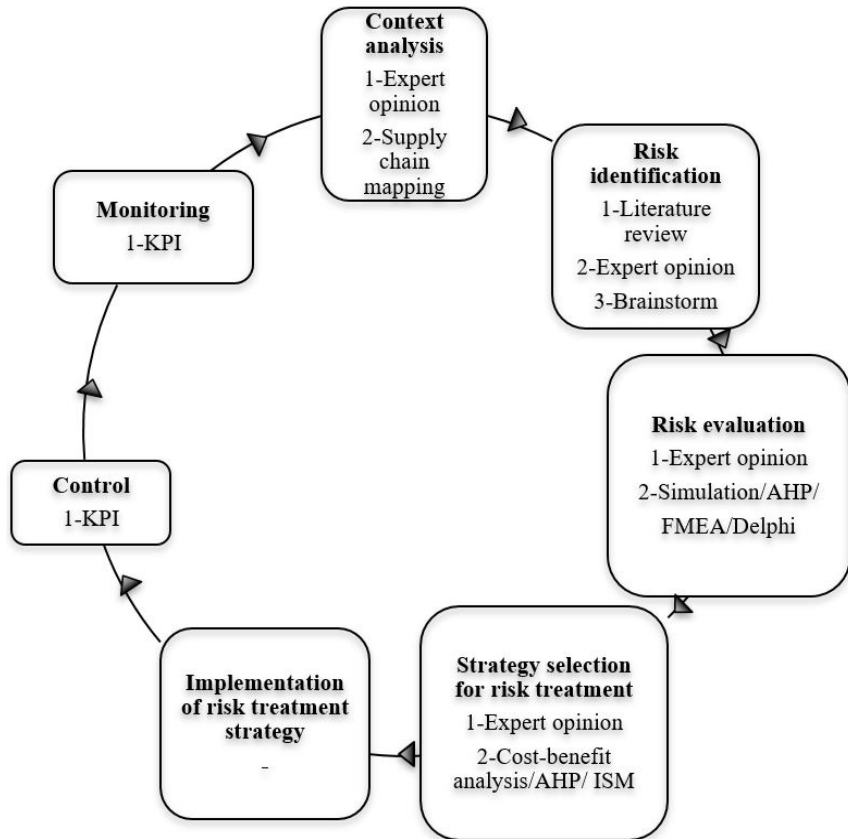 Context
analysis
1-Expert
opinion
2-Supply
chain
mapping
Risk
identification
1-Literature
review
2-Expert opinion
3-Brainstorm
Risk evaluation
1-Expert opinion
2-Simulation/AHP/
FMEA/Delphi
Strategy selection
for risk treatment
1-Expert opinion
2-Cost-benefit
analysis/AHP/ ISM
Implementation
of risk treatment
strategy
-
Control
1-KPI
Monitoring
1-KPI